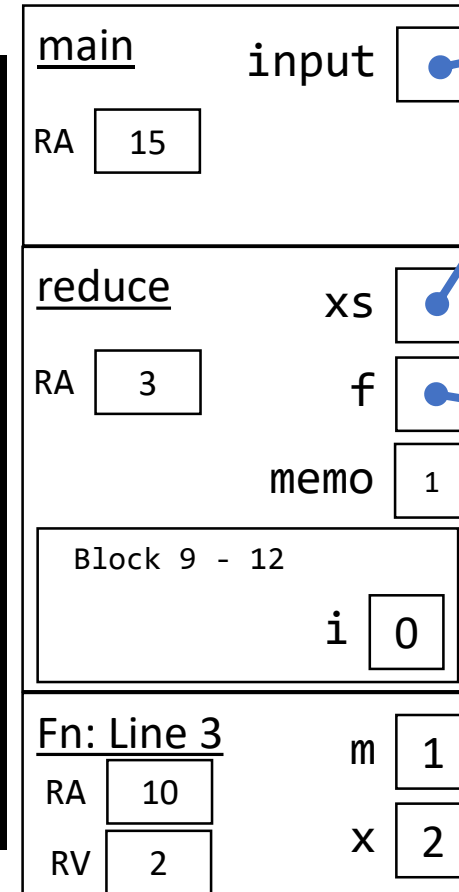 main input
RA 15
reduce xs
RA 3 f
memo 1
Block 9 - 12
i 0
Fn: Line 3 m 1
RA 10
x 2
RV 2